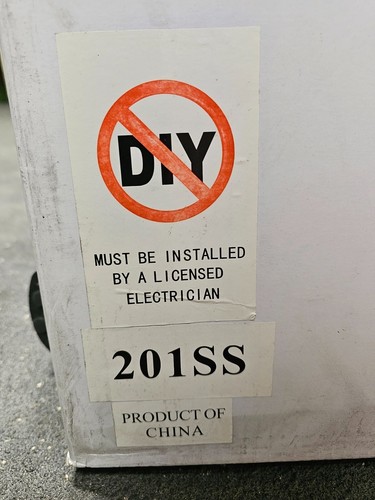 DIY
MUST BE INSTALLED
BY A LICENSED
ELECTRICIAN
201SS
PRODUCT OF
CHINA